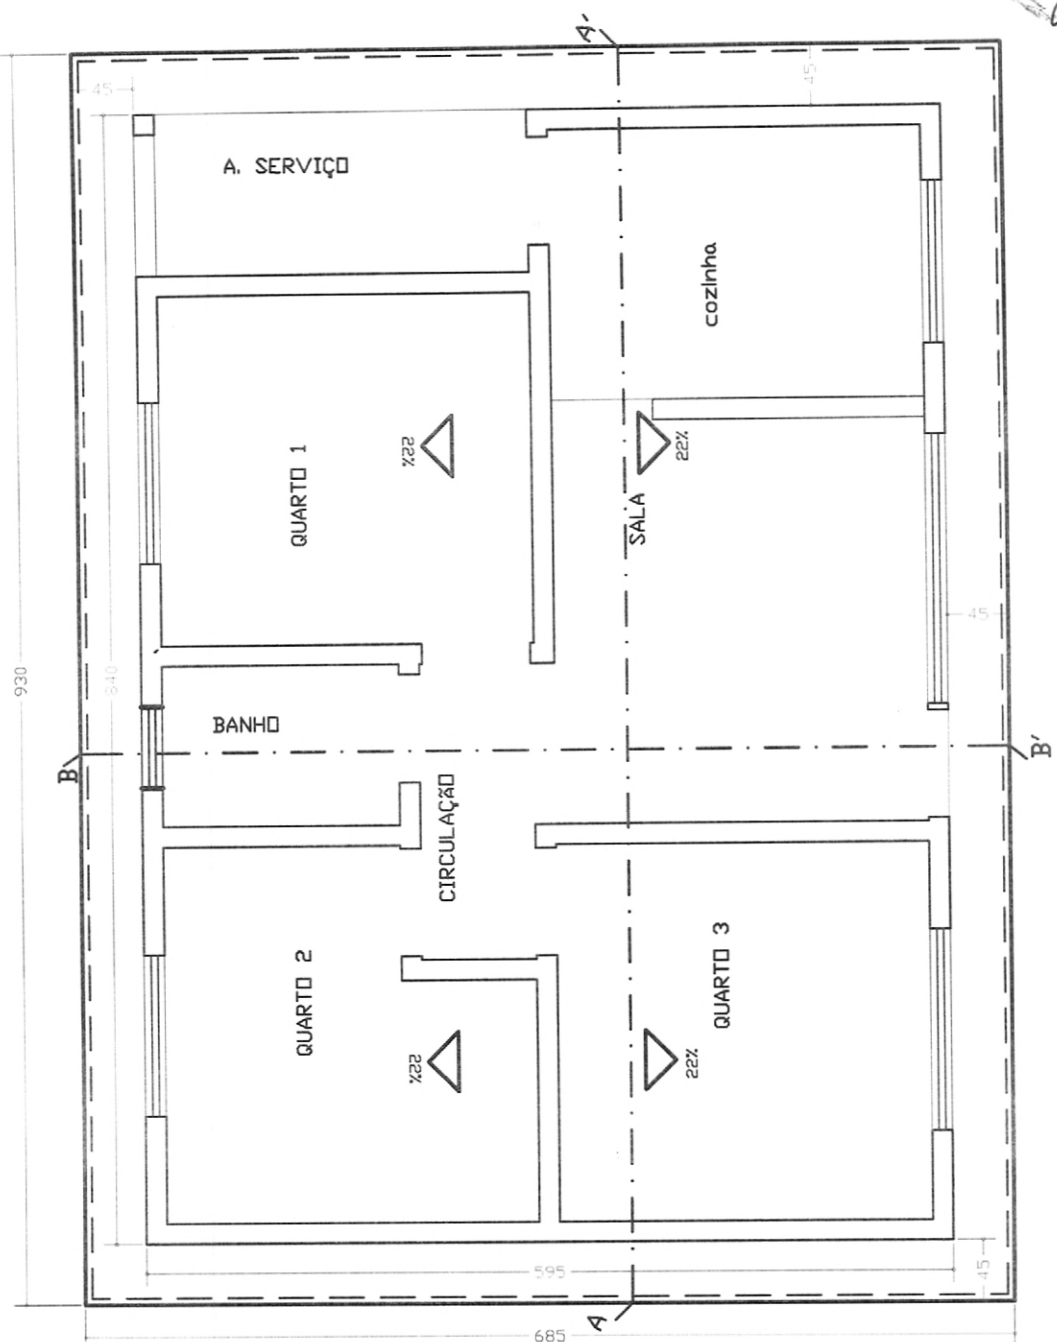 A'
45
45
A. SERVIÇO
cozinha
QUARTO 1
22%
22%
SALA
45
930
840
BANHO
B
B'
CIRCULAÇÃO
QUARTO 2
QUARTO 3
22%
22%
595
45
A
685